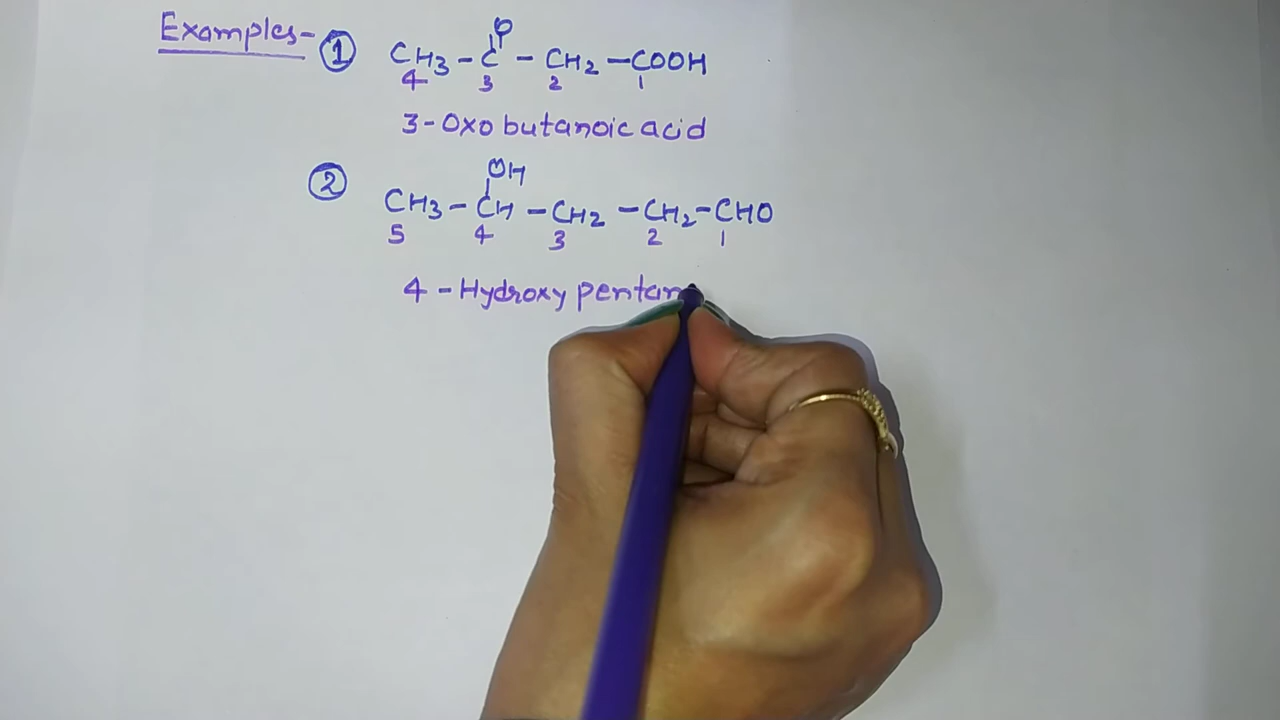 Examples- ① CH3 - C - CH2 - COOH
O
4 3 2 1
3-Oxo butanoic acid
② OH
CH3 - CH - CH2 - CH2 - CHO
5 4 3 2 1
4 - Hydroxy pentan